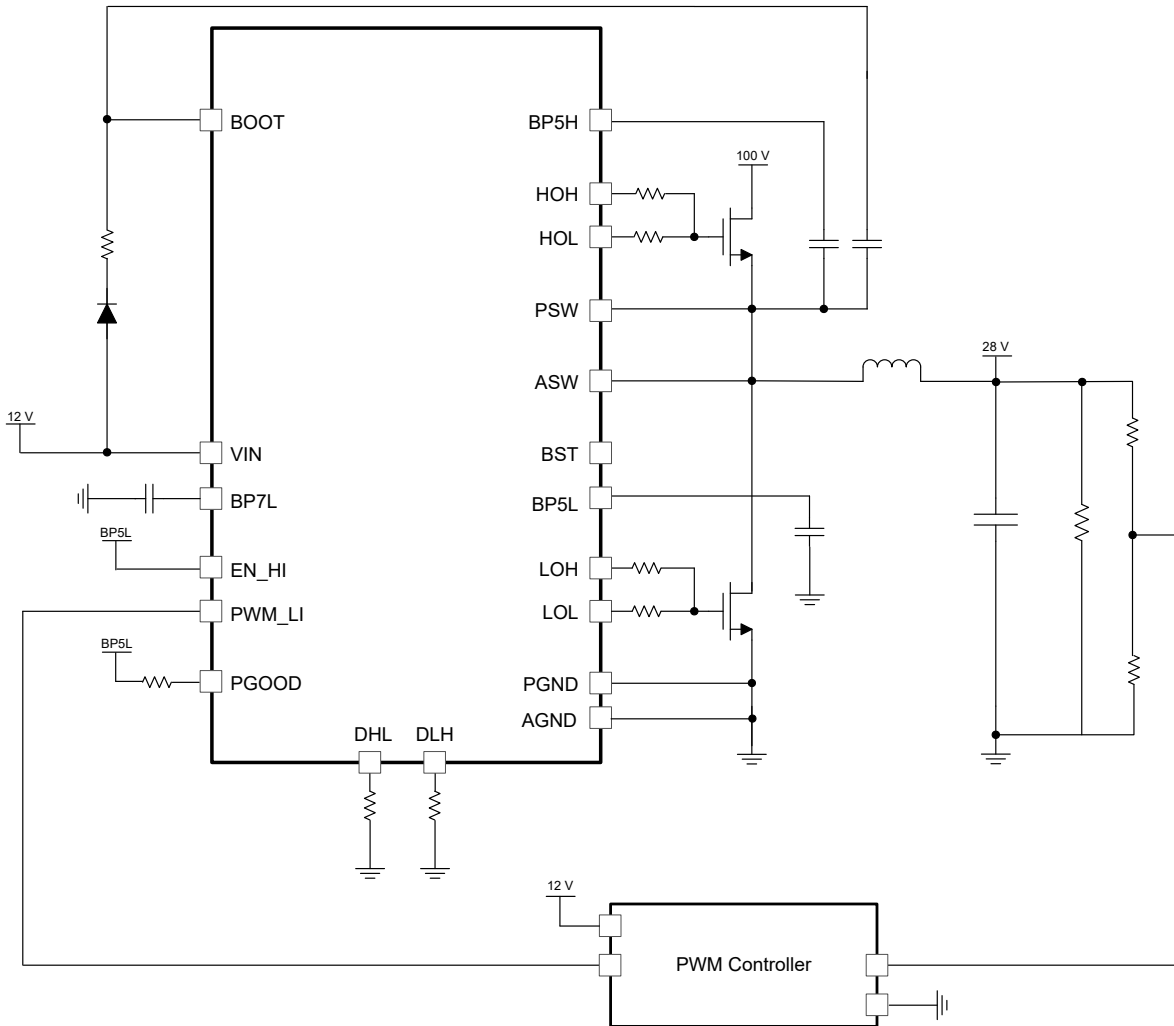 BOOT
BP5H
100 V
HOH
HOL
PSW
28 V
ASW
12 V
VIN
BST
BP7L
BP5L
BP5L
EN_HI
LOH
PWM_LI
LOL
BP5L
PGOOD
PGND
AGND
DHL
DLH
12 V
PWM Controller